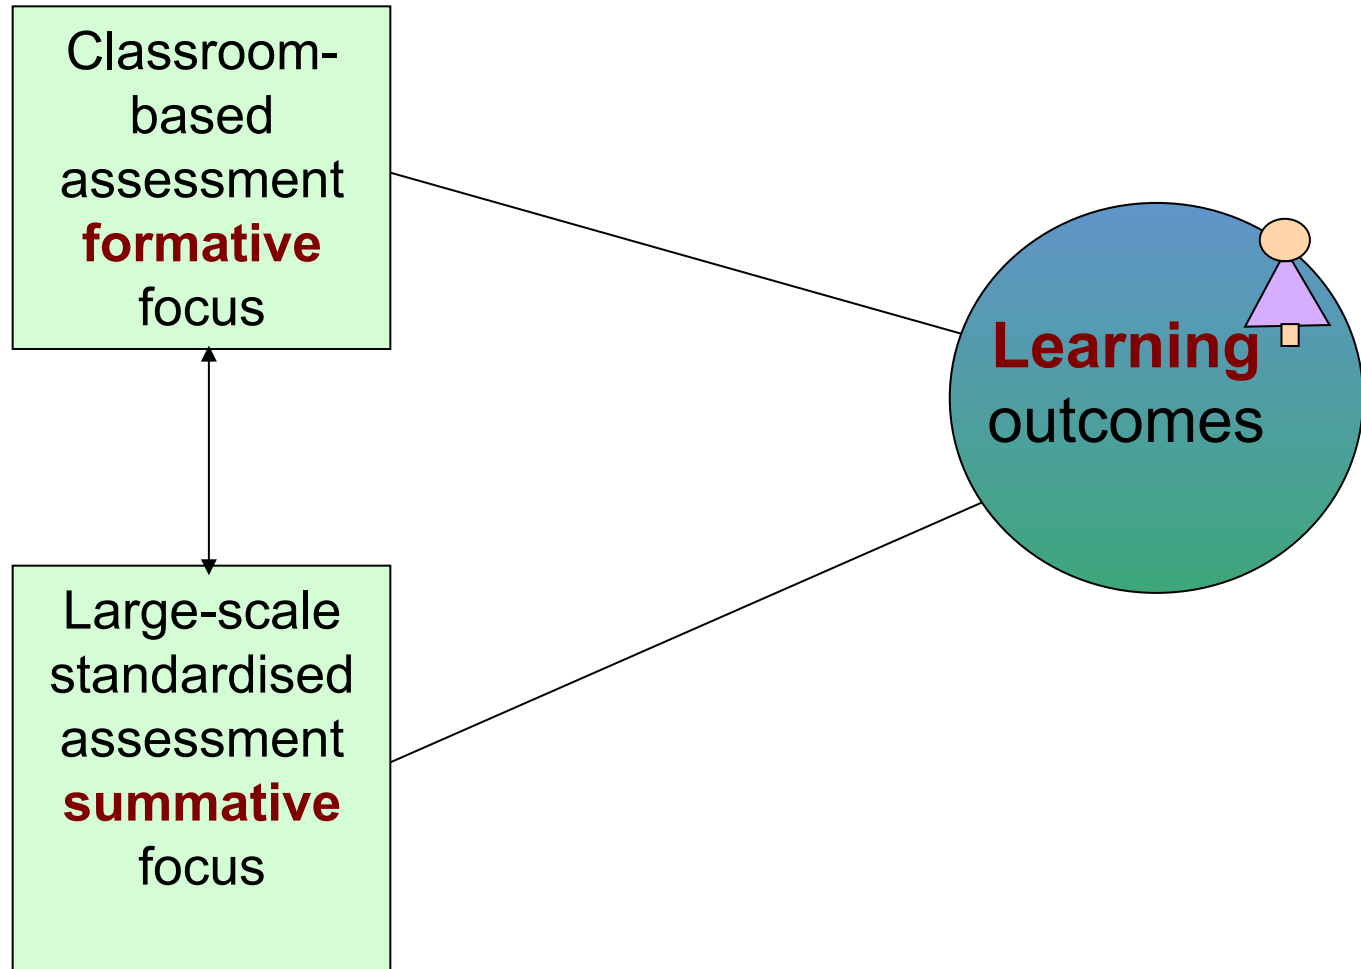 Classroom-
based
assessment
formative
focus
Learning
outcomes
Large-scale
standardised
assessment
summative
focus